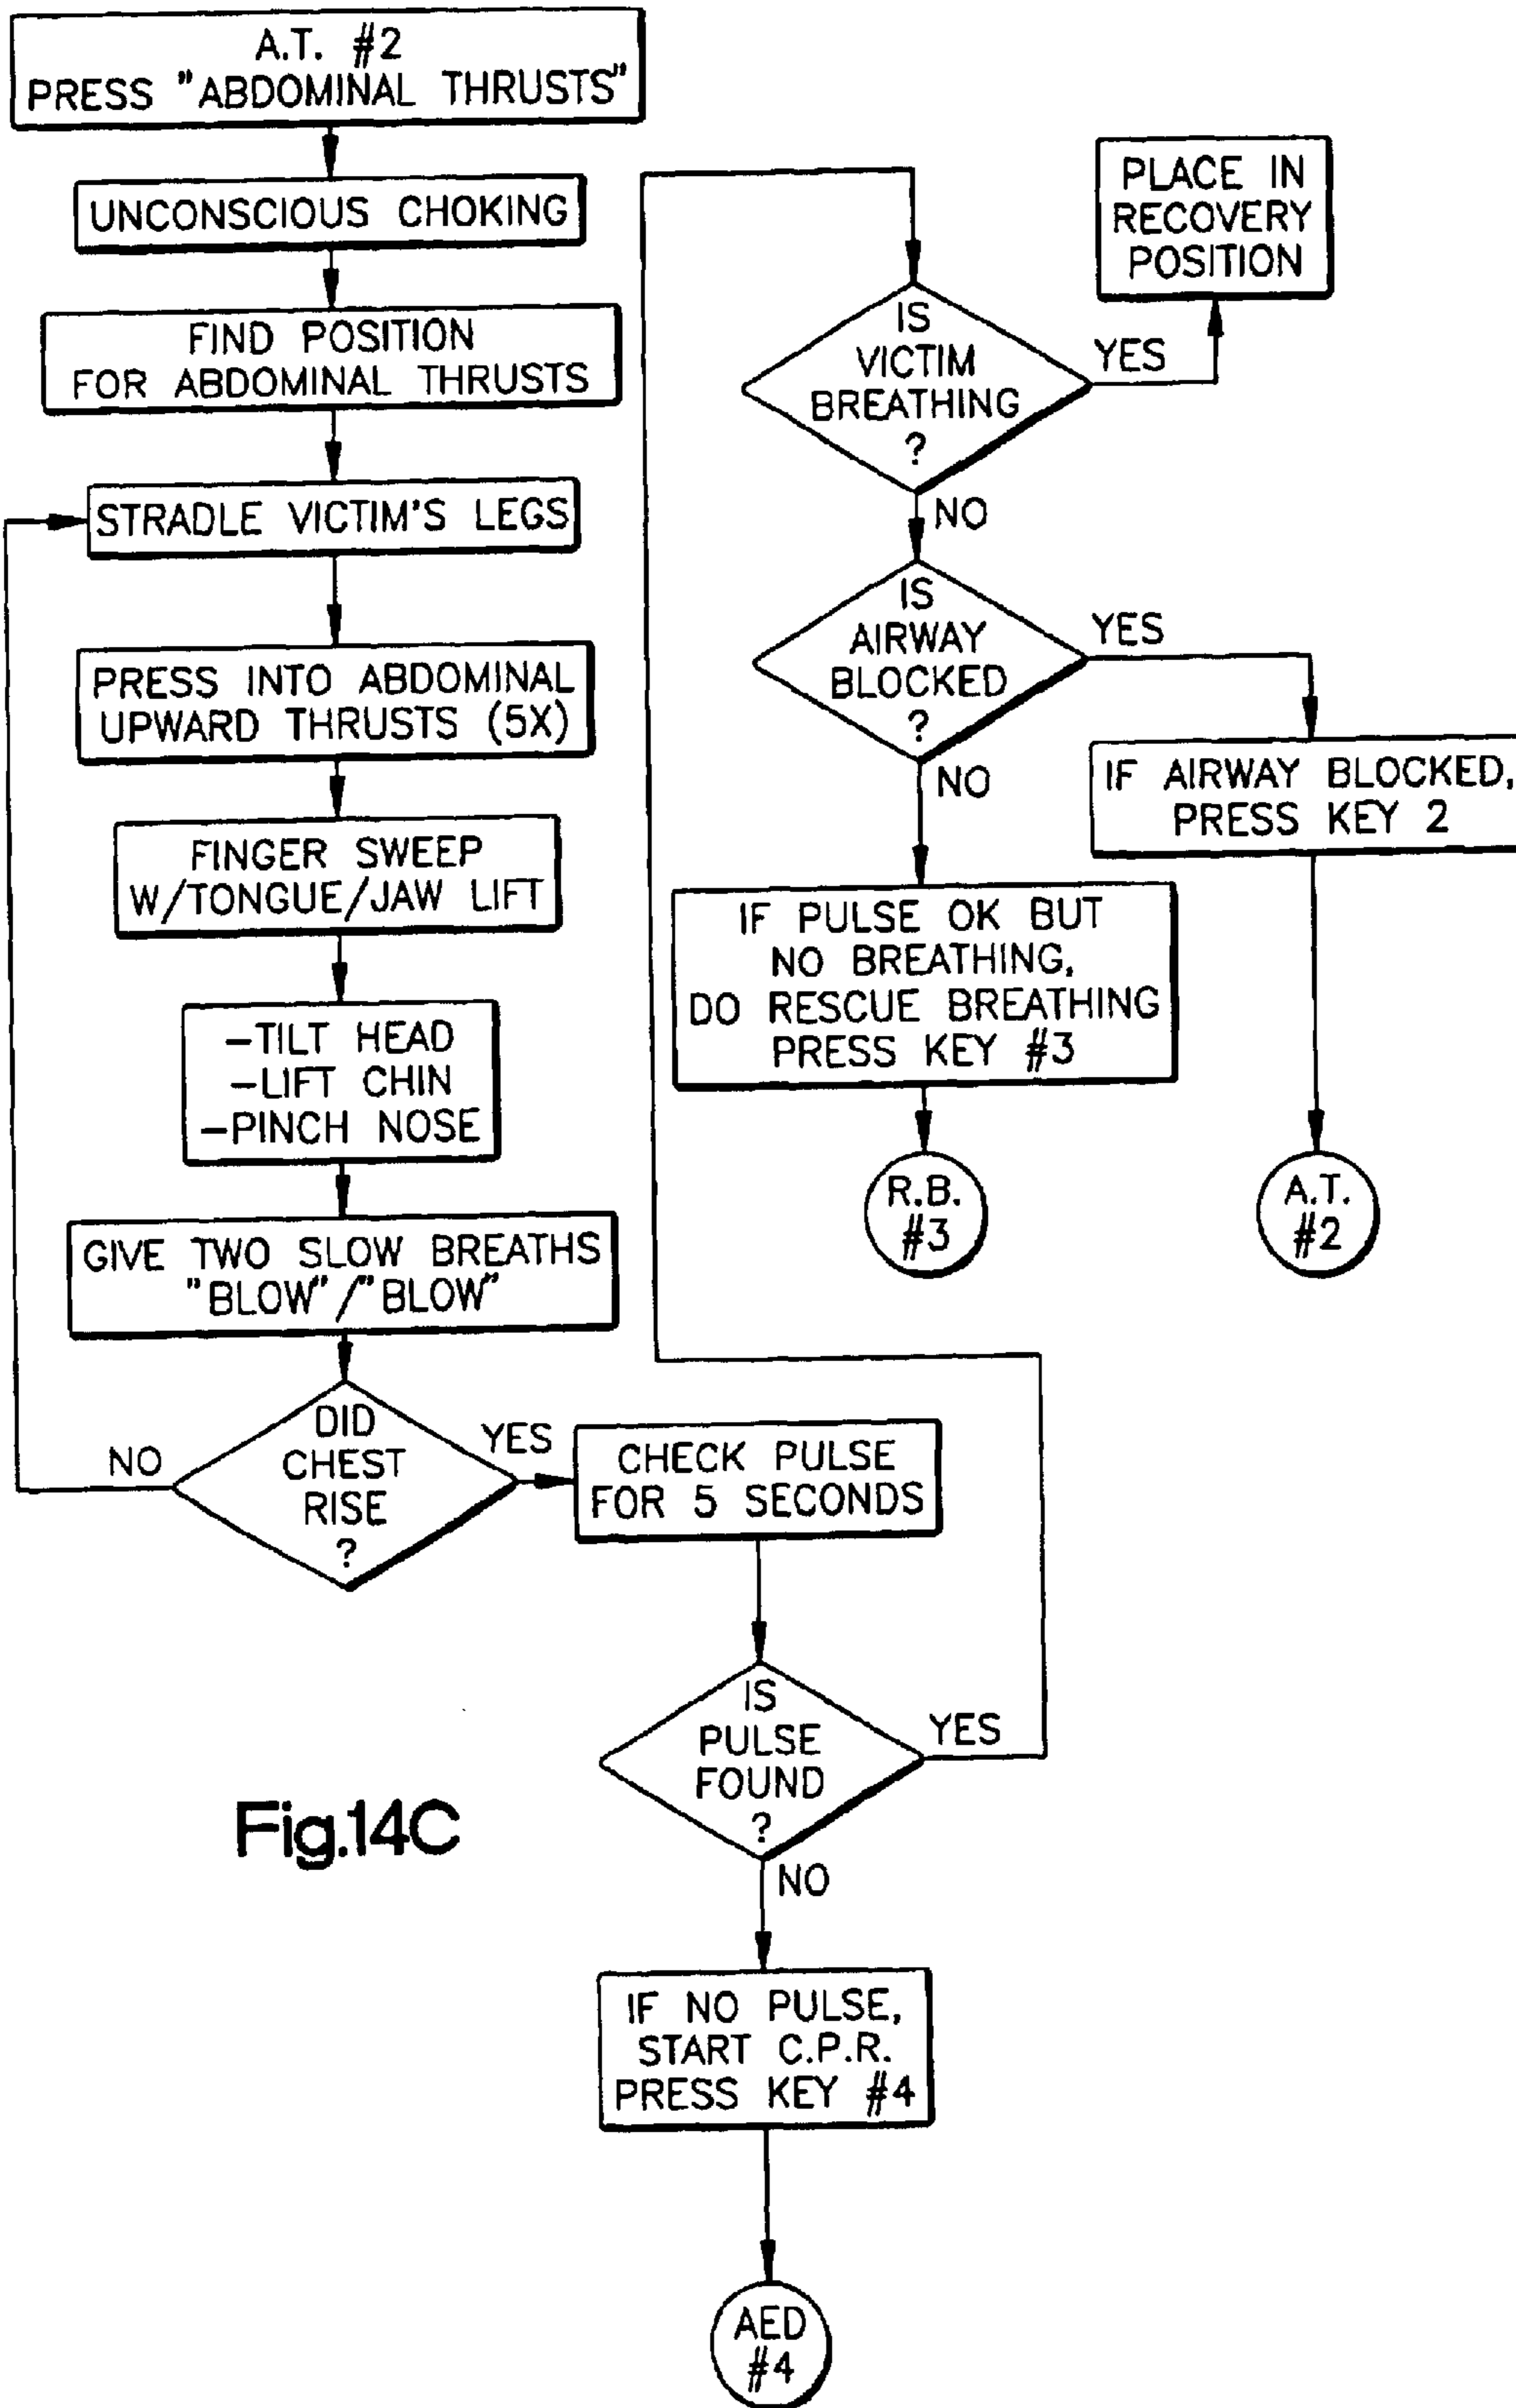 A.T. #2
PRESS "ABDOMINAL THRUSTS"
UNCONSCIOUS CHOKING
FIND POSITION
FOR ABDOMINAL THRUSTS
STRADLE VICTIM'S LEGS
PRESS INTO ABDOMINAL
UPWARD THRUSTS (5X)
FINGER SWEEP
W/TONGUE/JAW LIFT
-TILT HEAD
-LIFT CHIN
-PINCH NOSE
GIVE TWO SLOW BREATHS
"BLOW"/"BLOW"
DID
CHEST
RISE
?
NO
YES
CHECK PULSE
FOR 5 SECONDS
IS
PULSE
FOUND
?
YES
NO
IF NO PULSE,
START C.P.R.
PRESS KEY #4
AED
#4
IS
VICTIM
BREATHING
?
YES
PLACE IN
RECOVERY
POSITION
NO
IS
AIRWAY
BLOCKED
?
YES
IF AIRWAY BLOCKED,
PRESS KEY 2
A.T.
#2
NO
IF PULSE OK BUT
NO BREATHING,
DO RESCUE BREATHING
PRESS KEY #3
R.B.
#3
Fig.14C